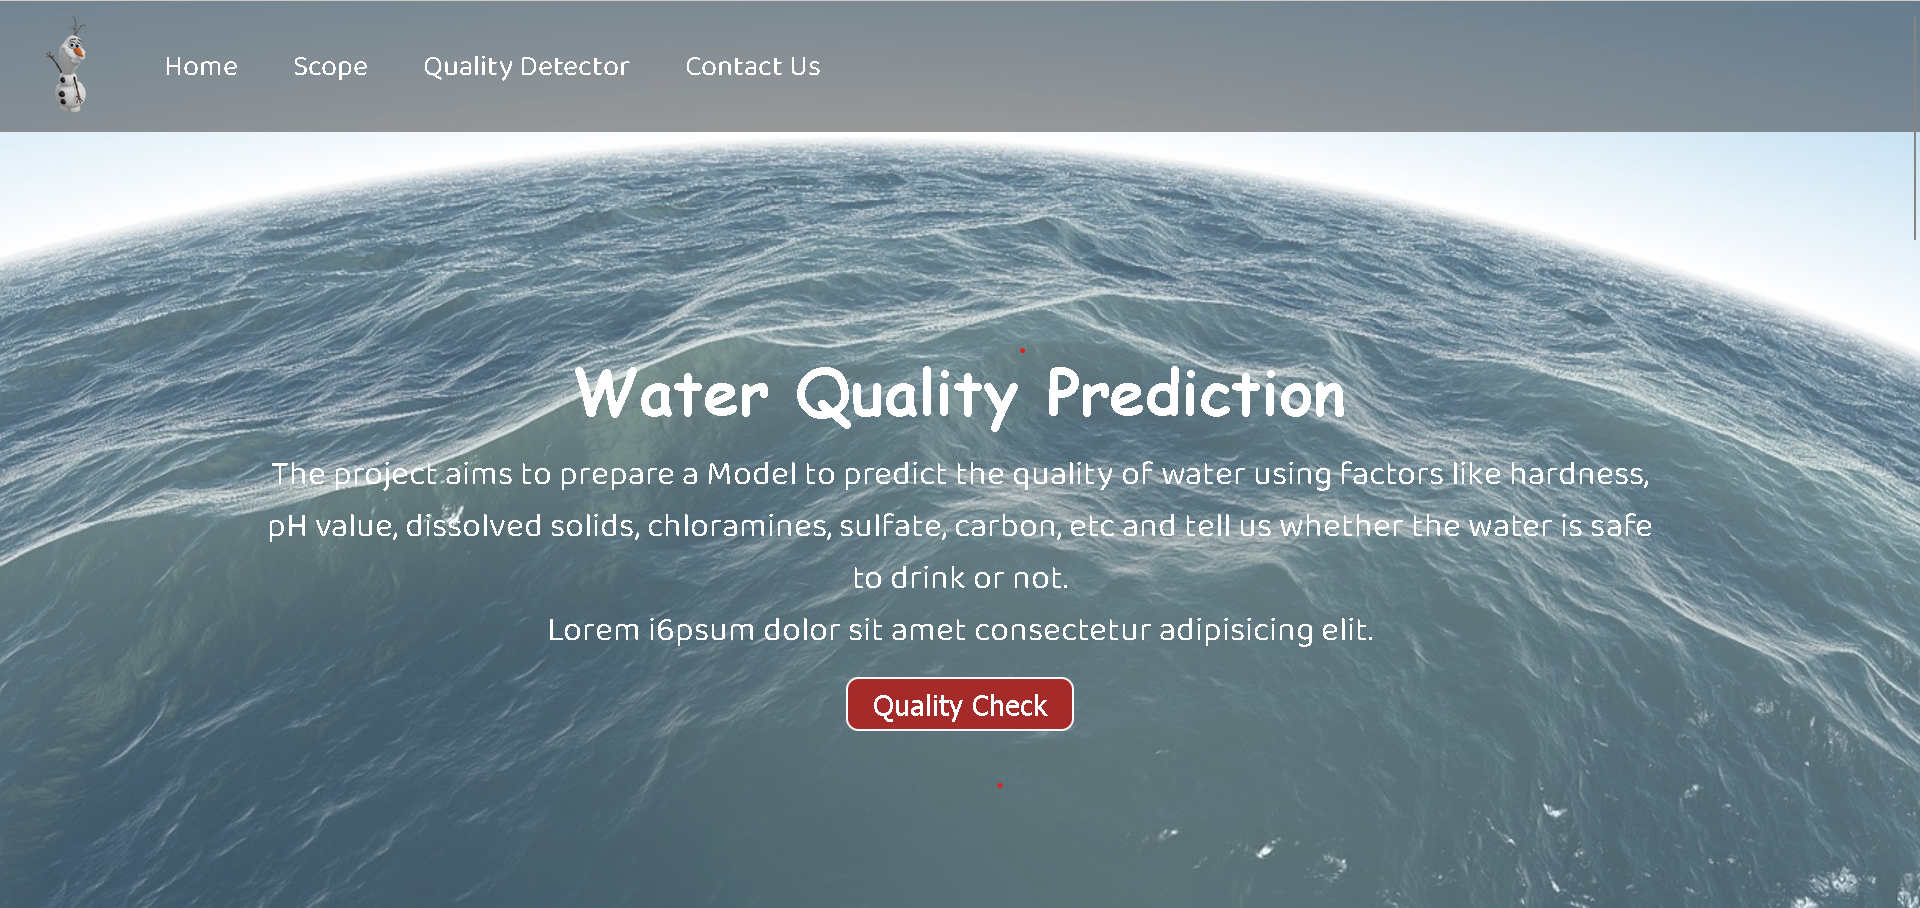 Home
Scope
Quality Detector
Contact Us
Water Quality Prediction
The project aims to prepare a Model to predict the quality of water using factors like hardness,
pH value, dissolved solids, chloramines, sulfate, carbon, etc and tell us whether the water is safe
to drink or not.
Lorem i6psum dolor sit amet consectetur adipisicing elit.
Quality Check